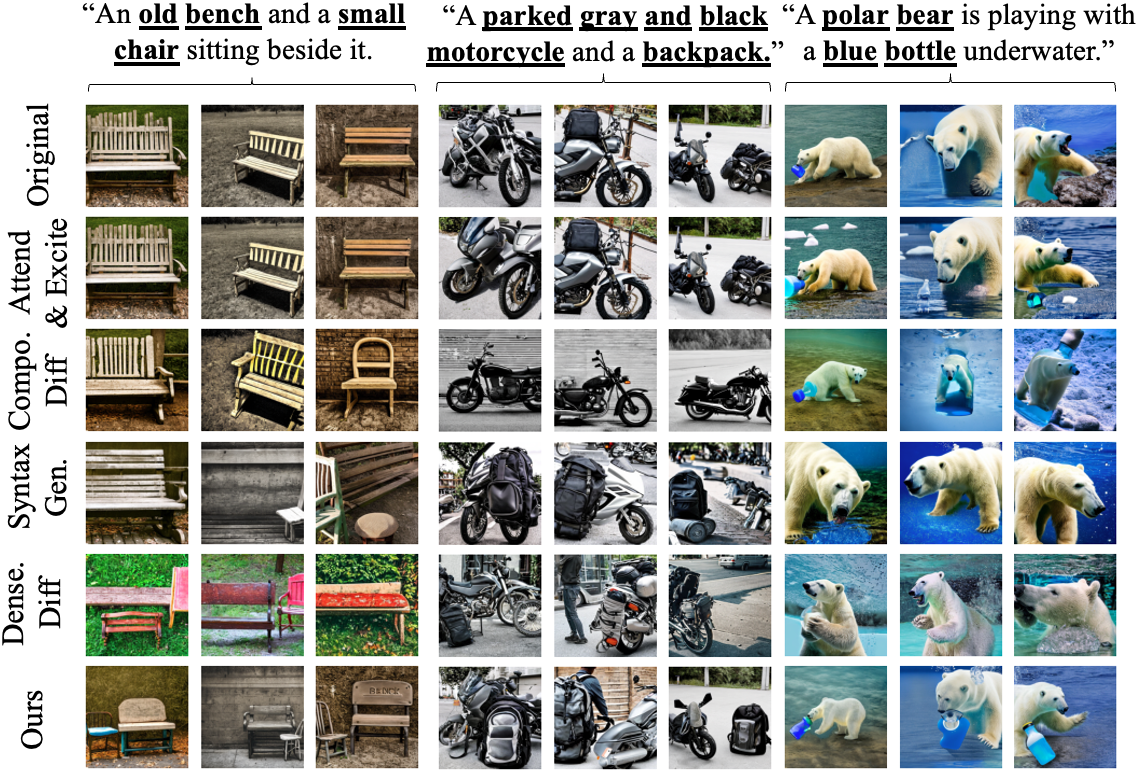 “An old bench and a small
chair sitting beside it.
“A parked gray and black
motorcycle and a backpack.”
“A polar bear is playing with
a blue bottle underwater.”
Original
Attend
& Excite
Compo.
Diff
Syntax
Gen.
Dense.
Diff
Ours